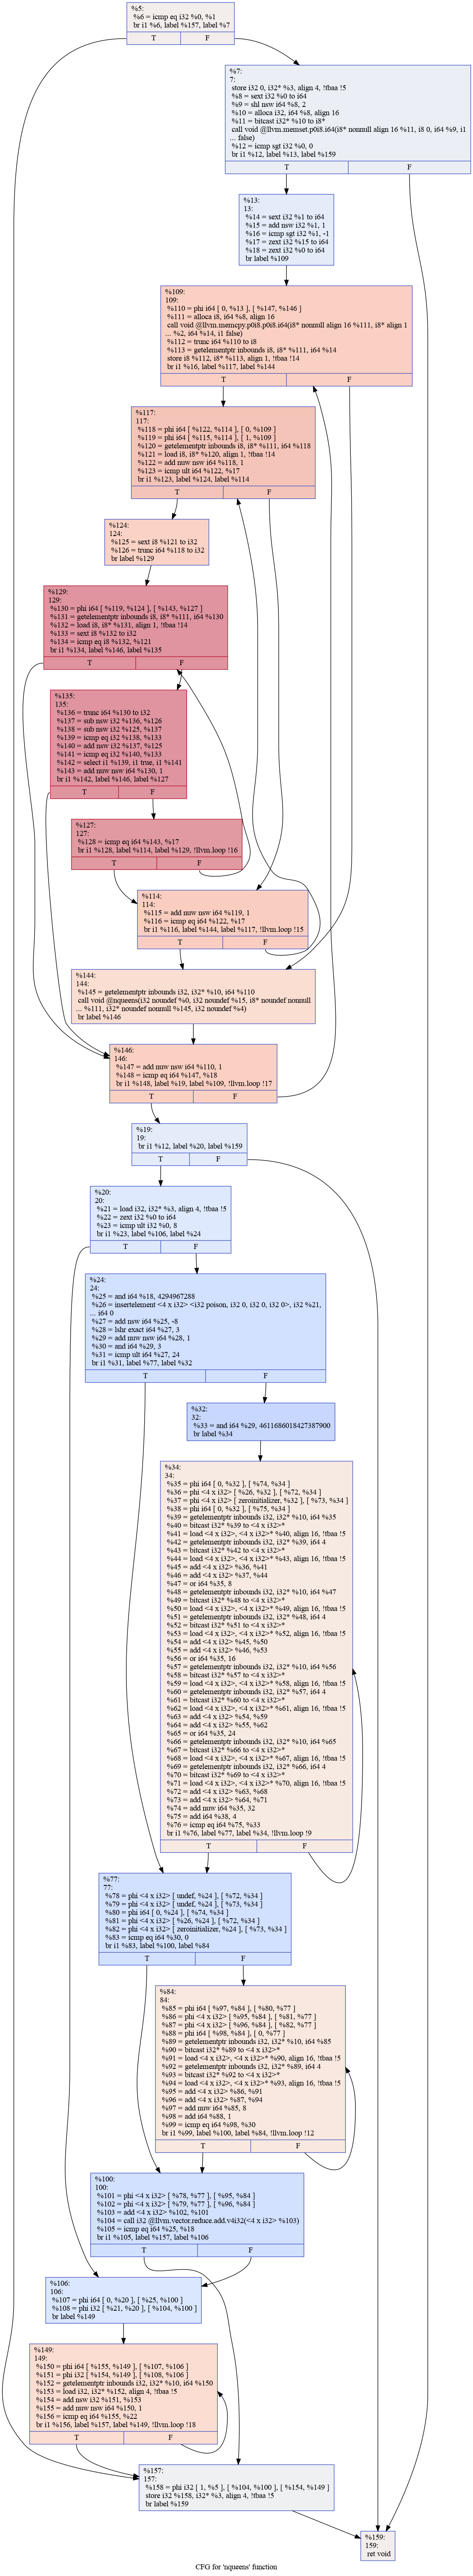 %5:
%6 = icmp eq i32 %0, %1
br i1 %6, label %157, label %7
T F
%7:
7:
store i32 0, i32* %3, align 4, !tbaa !5
%8 = sext i32 %0 to i64
%9 = shl nsw i64 %8, 2
%10 = alloca i32, i64 %8, align 16
%11 = bitcast i32* %10 to i8*
call void @llvm.memset.p0i8.i64(i8* nonnull align 16 %11, i8 0, i64 %9, i1
... false)
%12 = icmp sgt i32 %0, 0
br i1 %12, label %13, label %159
T F
%13:
13:
%14 = sext i32 %1 to i64
%15 = add nsw i32 %1, 1
%16 = icmp sgt i32 %1, -1
%17 = zext i32 %15 to i64
%18 = zext i32 %0 to i64
br label %109
%109:
109:
%110 = phi i64 [ 0, %13 ], [ %147, %146 ]
%111 = alloca i8, i64 %8, align 16
call void @llvm.memcpy.p0i8.p0i8.i64(i8* nonnull align 16 %111, i8* align 1
... %2, i64 %14, i1 false)
%112 = trunc i64 %110 to i8
%113 = getelementptr inbounds i8, i8* %111, i64 %14
store i8 %112, i8* %113, align 1, !tbaa !14
br i1 %16, label %117, label %144
T F
%117:
117:
%118 = phi i64 [ %122, %114 ], [ 0, %109 ]
%119 = phi i64 [ %115, %114 ], [ 1, %109 ]
%120 = getelementptr inbounds i8, i8* %111, i64 %118
%121 = load i8, i8* %120, align 1, !tbaa !14
%122 = add nuw nsw i64 %118, 1
%123 = icmp ult i64 %122, %17
br i1 %123, label %124, label %114
T F
%124:
124:
%125 = sext i8 %121 to i32
%126 = trunc i64 %118 to i32
br label %129
%129:
129:
%130 = phi i64 [ %119, %124 ], [ %143, %127 ]
%131 = getelementptr inbounds i8, i8* %111, i64 %130
%132 = load i8, i8* %131, align 1, !tbaa !14
%133 = sext i8 %132 to i32
%134 = icmp eq i8 %132, %121
br i1 %134, label %146, label %135
T F
%135:
135:
%136 = trunc i64 %130 to i32
%137 = sub nsw i32 %136, %126
%138 = sub nsw i32 %125, %137
%139 = icmp eq i32 %138, %133
%140 = add nsw i32 %137, %125
%141 = icmp eq i32 %140, %133
%142 = select i1 %139, i1 true, i1 %141
%143 = add nuw nsw i64 %130, 1
br i1 %142, label %146, label %127
T F
%127:
127:
%128 = icmp eq i64 %143, %17
br i1 %128, label %114, label %129, !llvm.loop !16
T F
%114:
114:
%115 = add nuw nsw i64 %119, 1
%116 = icmp eq i64 %122, %17
br i1 %116, label %144, label %117, !llvm.loop !15
T F
%144:
144:
%145 = getelementptr inbounds i32, i32* %10, i64 %110
call void @nqueens(i32 noundef %0, i32 noundef %15, i8* noundef nonnull
... %111, i32* noundef nonnull %145, i32 noundef %4)
br label %146
%146:
146:
%147 = add nuw nsw i64 %110, 1
%148 = icmp eq i64 %147, %18
br i1 %148, label %19, label %109, !llvm.loop !17
T F
%19:
19:
br i1 %12, label %20, label %159
T F
%20:
20:
%21 = load i32, i32* %3, align 4, !tbaa !5
%22 = zext i32 %0 to i64
%23 = icmp ult i32 %0, 8
br i1 %23, label %106, label %24
T F
%24:
24:
%25 = and i64 %18, 4294967288
%26 = insertelement <4 x i32> <i32 poison, i32 0, i32 0, i32 0>, i32 %21,
... i64 0
%27 = add nsw i64 %25, -8
%28 = lshr exact i64 %27, 3
%29 = add nuw nsw i64 %28, 1
%30 = and i64 %29, 3
%31 = icmp ult i64 %27, 24
br i1 %31, label %77, label %32
T F
%32:
32:
%33 = and i64 %29, 4611686018427387900
br label %34
%34:
34:
%35 = phi i64 [ 0, %32 ], [ %74, %34 ]
%36 = phi <4 x i32> [ %26, %32 ], [ %72, %34 ]
%37 = phi <4 x i32> [ zeroinitializer, %32 ], [ %73, %34 ]
%38 = phi i64 [ 0, %32 ], [ %75, %34 ]
%39 = getelementptr inbounds i32, i32* %10, i64 %35
%40 = bitcast i32* %39 to <4 x i32>*
%41 = load <4 x i32>, <4 x i32>* %40, align 16, !tbaa !5
%42 = getelementptr inbounds i32, i32* %39, i64 4
%43 = bitcast i32* %42 to <4 x i32>*
%44 = load <4 x i32>, <4 x i32>* %43, align 16, !tbaa !5
%45 = add <4 x i32> %36, %41
%46 = add <4 x i32> %37, %44
%47 = or i64 %35, 8
%48 = getelementptr inbounds i32, i32* %10, i64 %47
%49 = bitcast i32* %48 to <4 x i32>*
%50 = load <4 x i32>, <4 x i32>* %49, align 16, !tbaa !5
%51 = getelementptr inbounds i32, i32* %48, i64 4
%52 = bitcast i32* %51 to <4 x i32>*
%53 = load <4 x i32>, <4 x i32>* %52, align 16, !tbaa !5
%54 = add <4 x i32> %45, %50
%55 = add <4 x i32> %46, %53
%56 = or i64 %35, 16
%57 = getelementptr inbounds i32, i32* %10, i64 %56
%58 = bitcast i32* %57 to <4 x i32>*
%59 = load <4 x i32>, <4 x i32>* %58, align 16, !tbaa !5
%60 = getelementptr inbounds i32, i32* %57, i64 4
%61 = bitcast i32* %60 to <4 x i32>*
%62 = load <4 x i32>, <4 x i32>* %61, align 16, !tbaa !5
%63 = add <4 x i32> %54, %59
%64 = add <4 x i32> %55, %62
%65 = or i64 %35, 24
%66 = getelementptr inbounds i32, i32* %10, i64 %65
%67 = bitcast i32* %66 to <4 x i32>*
%68 = load <4 x i32>, <4 x i32>* %67, align 16, !tbaa !5
%69 = getelementptr inbounds i32, i32* %66, i64 4
%70 = bitcast i32* %69 to <4 x i32>*
%71 = load <4 x i32>, <4 x i32>* %70, align 16, !tbaa !5
%72 = add <4 x i32> %63, %68
%73 = add <4 x i32> %64, %71
%74 = add nuw i64 %35, 32
%75 = add i64 %38, 4
%76 = icmp eq i64 %75, %33
br i1 %76, label %77, label %34, !llvm.loop !9
T F
%77:
77:
%78 = phi <4 x i32> [ undef, %24 ], [ %72, %34 ]
%79 = phi <4 x i32> [ undef, %24 ], [ %73, %34 ]
%80 = phi i64 [ 0, %24 ], [ %74, %34 ]
%81 = phi <4 x i32> [ %26, %24 ], [ %72, %34 ]
%82 = phi <4 x i32> [ zeroinitializer, %24 ], [ %73, %34 ]
%83 = icmp eq i64 %30, 0
br i1 %83, label %100, label %84
T F
%84:
84:
%85 = phi i64 [ %97, %84 ], [ %80, %77 ]
%86 = phi <4 x i32> [ %95, %84 ], [ %81, %77 ]
%87 = phi <4 x i32> [ %96, %84 ], [ %82, %77 ]
%88 = phi i64 [ %98, %84 ], [ 0, %77 ]
%89 = getelementptr inbounds i32, i32* %10, i64 %85
%90 = bitcast i32* %89 to <4 x i32>*
%91 = load <4 x i32>, <4 x i32>* %90, align 16, !tbaa !5
%92 = getelementptr inbounds i32, i32* %89, i64 4
%93 = bitcast i32* %92 to <4 x i32>*
%94 = load <4 x i32>, <4 x i32>* %93, align 16, !tbaa !5
%95 = add <4 x i32> %86, %91
%96 = add <4 x i32> %87, %94
%97 = add nuw i64 %85, 8
%98 = add i64 %88, 1
%99 = icmp eq i64 %98, %30
br i1 %99, label %100, label %84, !llvm.loop !12
T F
%100:
100:
%101 = phi <4 x i32> [ %78, %77 ], [ %95, %84 ]
%102 = phi <4 x i32> [ %79, %77 ], [ %96, %84 ]
%103 = add <4 x i32> %102, %101
%104 = call i32 @llvm.vector.reduce.add.v4i32(<4 x i32> %103)
%105 = icmp eq i64 %25, %18
br i1 %105, label %157, label %106
T F
%106:
106:
%107 = phi i64 [ 0, %20 ], [ %25, %100 ]
%108 = phi i32 [ %21, %20 ], [ %104, %100 ]
br label %149
%149:
149:
%150 = phi i64 [ %155, %149 ], [ %107, %106 ]
%151 = phi i32 [ %154, %149 ], [ %108, %106 ]
%152 = getelementptr inbounds i32, i32* %10, i64 %150
%153 = load i32, i32* %152, align 4, !tbaa !5
%154 = add nsw i32 %151, %153
%155 = add nuw nsw i64 %150, 1
%156 = icmp eq i64 %155, %22
br i1 %156, label %157, label %149, !llvm.loop !18
T F
%157:
157:
%158 = phi i32 [ 1, %5 ], [ %104, %100 ], [ %154, %149 ]
store i32 %158, i32* %3, align 4, !tbaa !5
br label %159
%159:
159:
ret void
CFG for 'nqueens' function